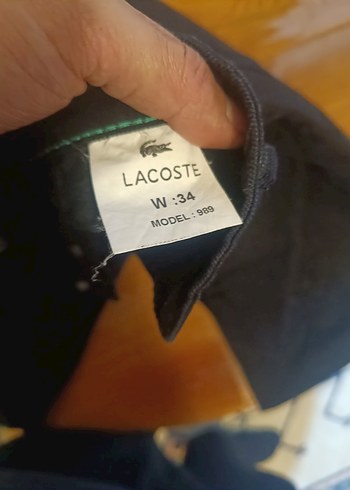 LACOSTE
W :34
MODEL : 989